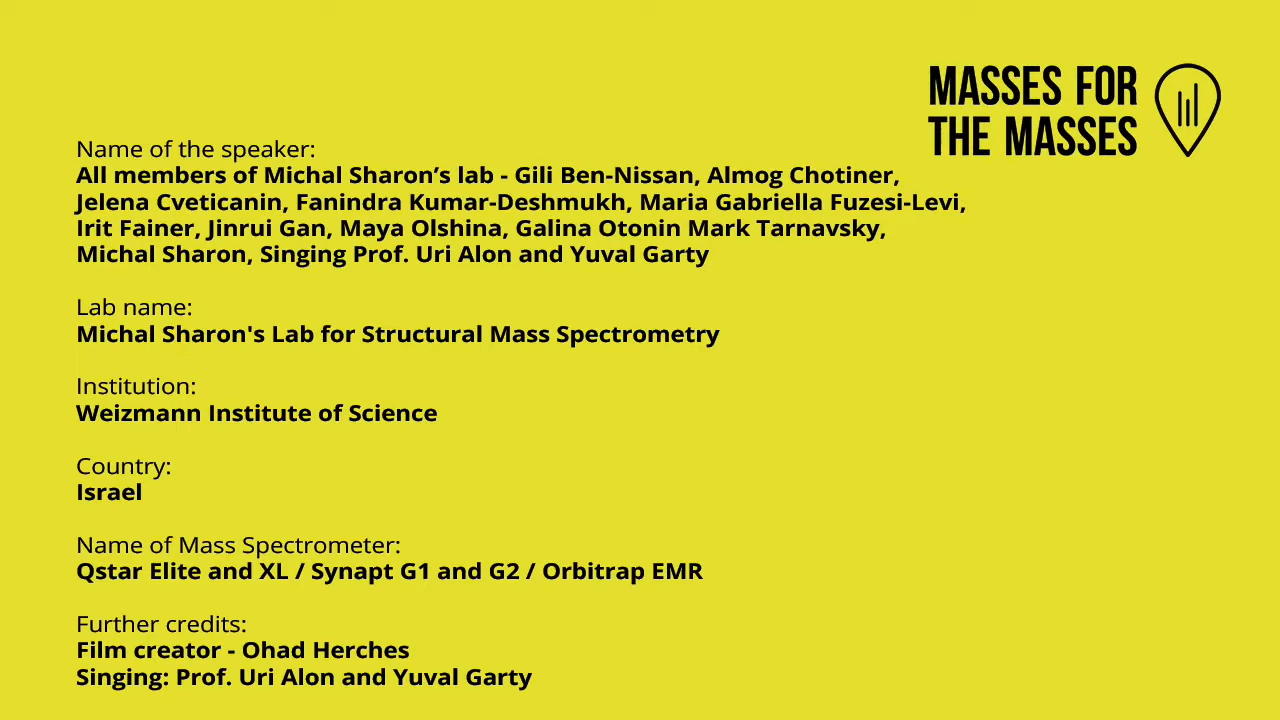 MASSES FOR
THE MASSES
Name of the speaker:
All members of Michal Sharon’s lab - Gili Ben-Nissan, Almog Chotiner,
Jelena Cveticanin, Fanindra Kumar-Deshmukh, Maria Gabriella Fuzesi-Levi,
Irit Fainer, Jinrui Gan, Maya Olshina, Galina Otonin Mark Tarnavsky,
Michal Sharon, Singing Prof. Uri Alon and Yuval Garty
Lab name:
Michal Sharon's Lab for Structural Mass Spectrometry
Institution:
Weizmann Institute of Science
Country:
Israel
Name of Mass Spectrometer:
Qstar Elite and XL / Synapt G1 and G2 / Orbitrap EMR
Further credits:
Film creator - Ohad Herches
Singing: Prof. Uri Alon and Yuval Garty